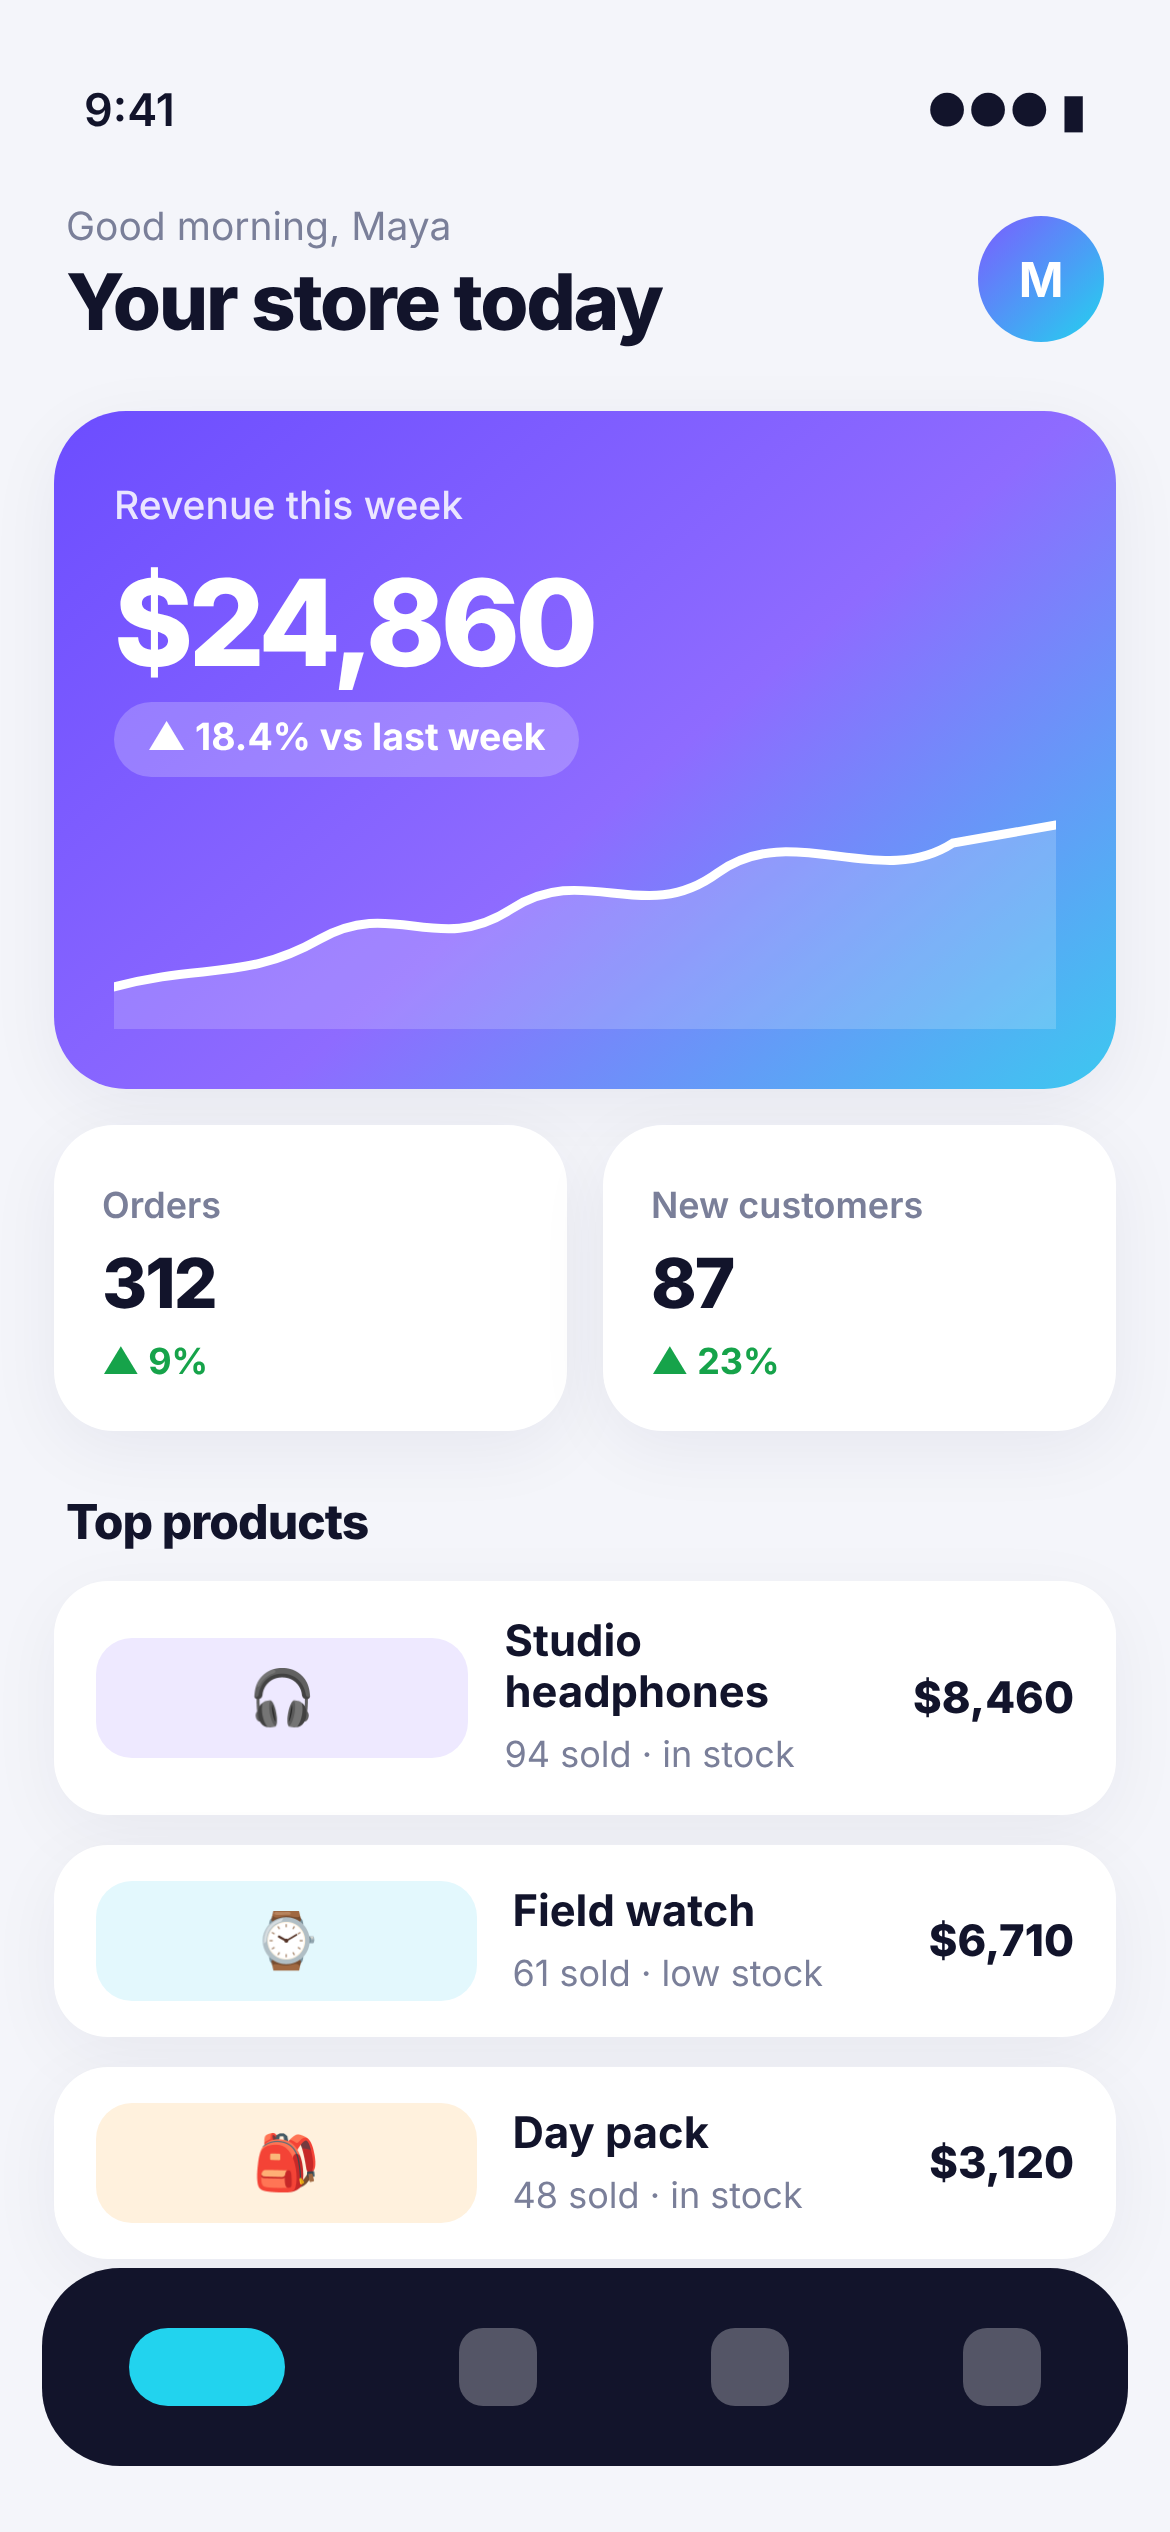 9:41
Good morning, Maya
Your store today
M
Revenue this week
$24,860
▲ 18.4% vs last week
Orders
312
▲ 9%
New customers
87
▲ 23%
Top products
Studio
headphones
94 sold · in stock
$8,460
Field watch
61 sold · low stock
$6,710
Day pack
48 sold · in stock
$3,120